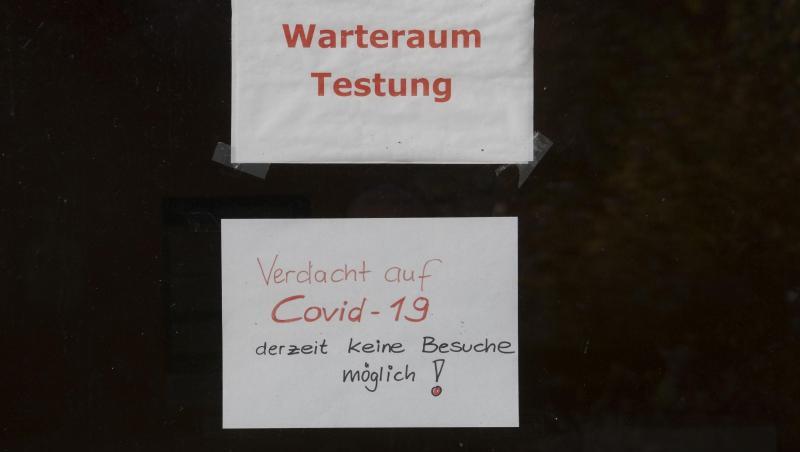 Warteraum
Testung
Verdacht auf
Covid-19
derzeit keine Besuche
möglich !